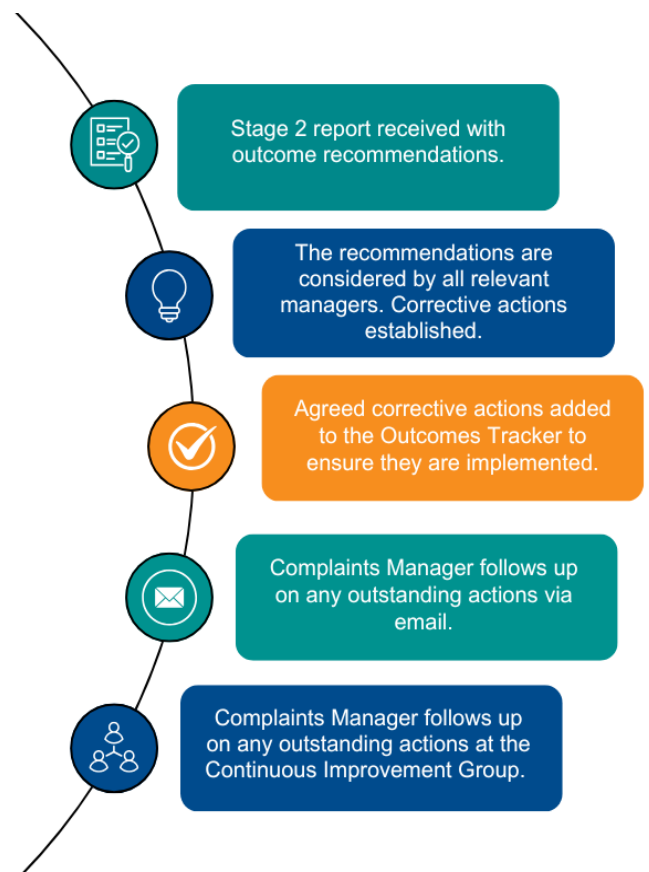 Stage 2 report received with
outcome recommendations.
The recommendations are
considered by all relevant
managers. Corrective actions
established.
Agreed corrective actions added
to the Outcomes Tracker to
ensure they are implemented.
Complaints Manager follows up
on any outstanding actions via
email.
Complaints Manager follows up
on any outstanding actions at the
Continuous Improvement Group.